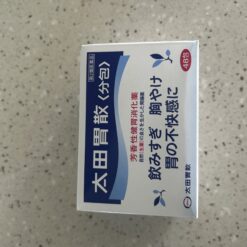 第2類医薬品
太田胃散〈分包〉
芳香性健胃消化薬
飲みすぎ 胸やけ
胃の不快感に
48包
太田胃散